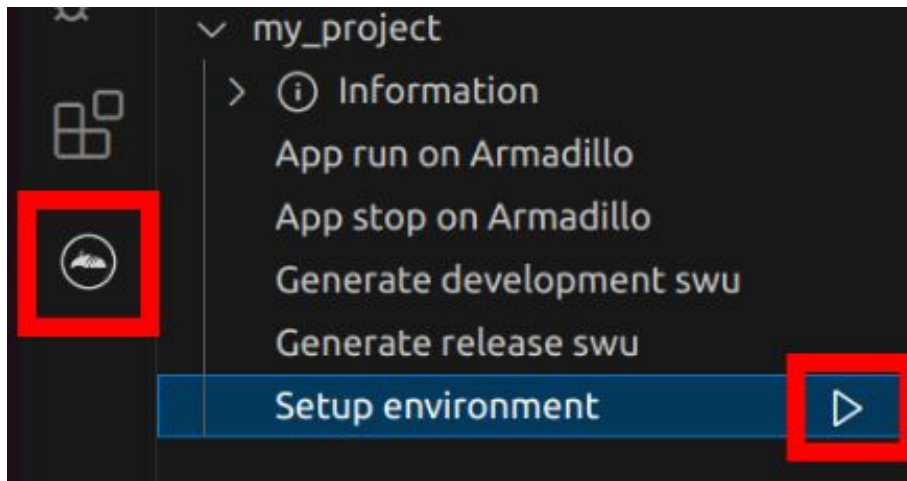 my_project
Information
App run on Armadillo
App stop on Armadillo
Generate development swu
Generate release swu
Setup environment